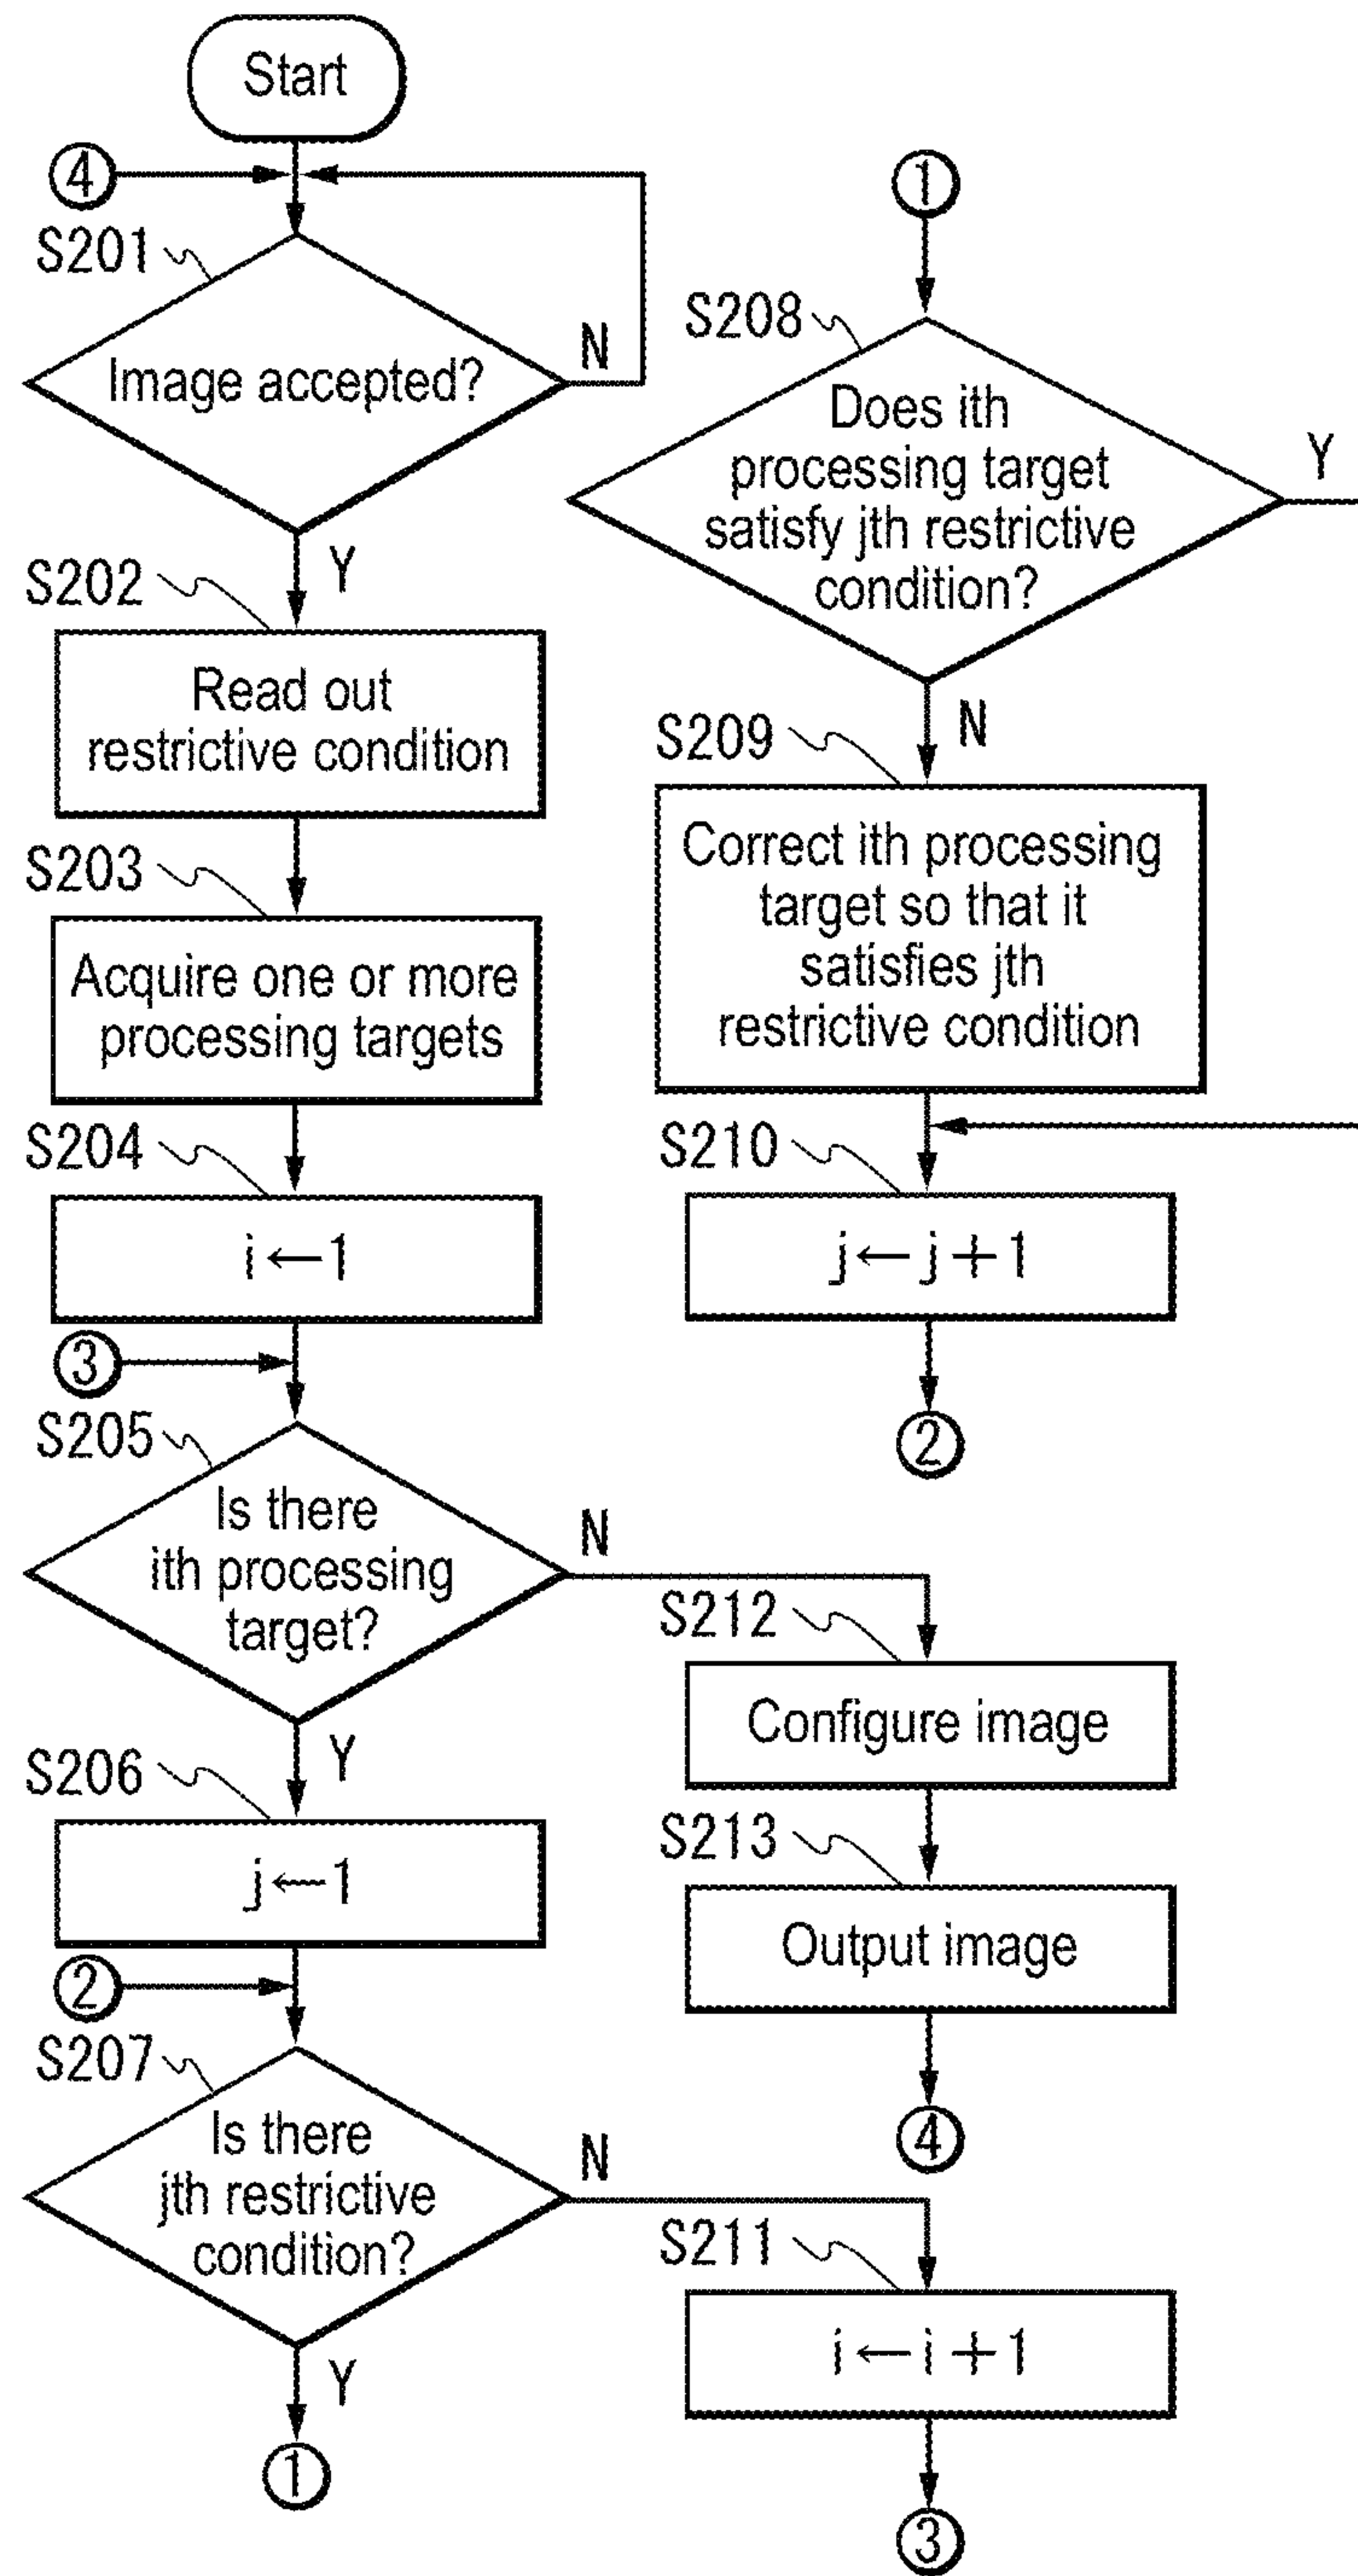 Start
4
S201
Image accepted?
N
Y
S202
Read out
restrictive condition
S203
Acquire one or more
processing targets
S204
i←1
3
S205
Is there
ith processing
target?
N
Y
S206
j←1
2
S207
Is there
jth restrictive
condition?
N
Y
1
1
S208
Does ith
processing target
satisfy jth restrictive
condition?
Y
N
S209
Correct ith processing
target so that it
satisfies jth
restrictive condition
S210
j←j+1
2
S212
Configure image
S213
Output image
4
S211
i←i+1
3